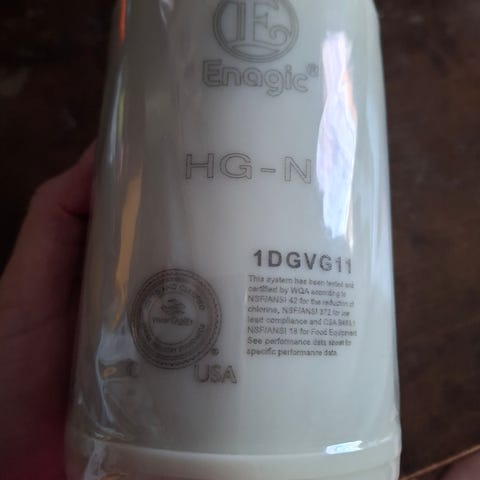 E
Enagic®
HG-N
1DGVG11
This system has been tested and
certified by WQA according to
NSF/ANSI 42 for the reduction of
chlorine, NSF/ANSI 372 for low
lead compliance and CSA B483.1
NSF/ANSI 18 for Food Equipment
See performance data sheet for
specific performance data.
USA